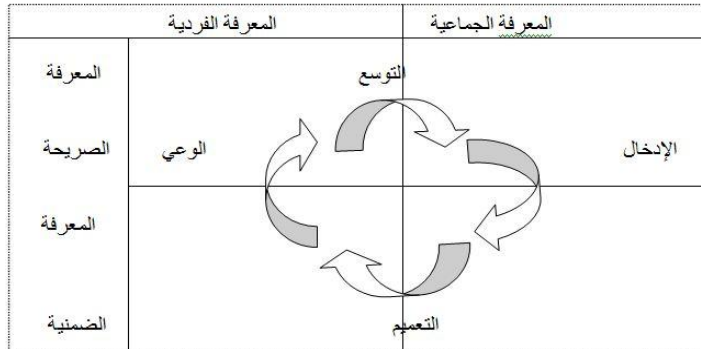 المعرفة الجماعية
المعرفة الفردية
التوسع
المعرفة
الإدخال
الوعي
الصريحة
المعرفة
التعميم
الضمنية